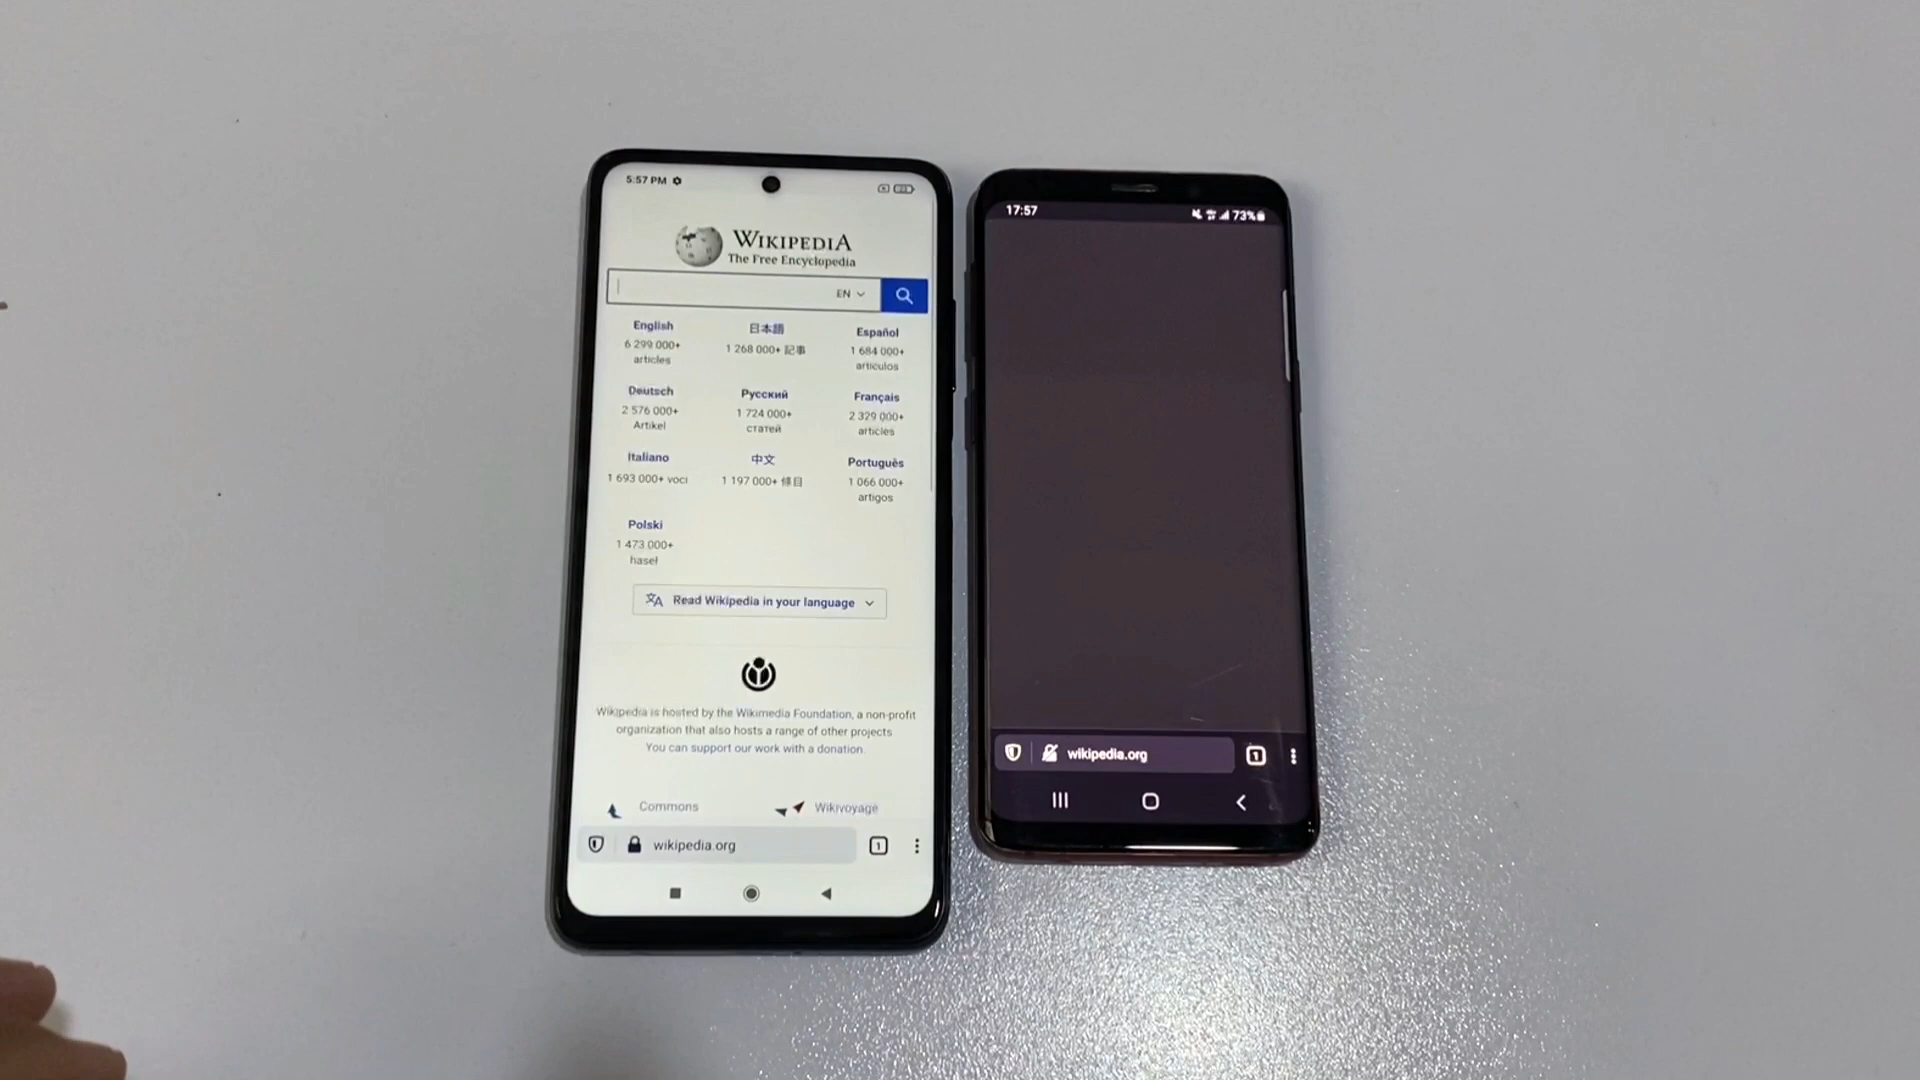 5:57 PM
WIKIPEDIA
The Free Encyclopedia
EN
English
6 299 000+
articles
日本語
1 268 000+ 記事
Español
1 684 000+
artículos
Deutsch
2 576 000+
Artikel
Русский
1 724 000+
статей
Français
2 329 000+
articles
Italiano
1 693 000+ voci
中文
1 197 000+ 條目
Português
1 066 000+
artigos
Polski
1 473 000+
haseł
Read Wikipedia in your language
Wikipedia is hosted by the Wikimedia Foundation, a non-profit
organization that also hosts a range of other projects
You can support our work with a donation.
Commons
Wikivoyage
wikipedia.org
1
17:57
73%
wikipedia.org
1